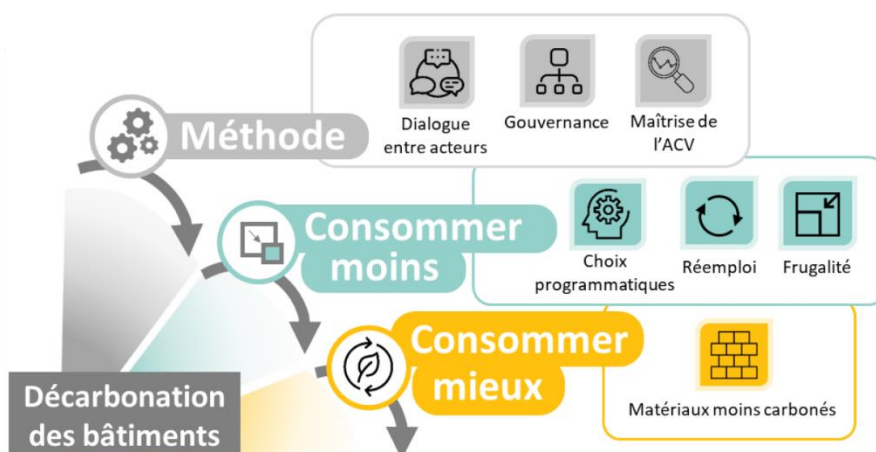 Méthode
Dialogue
entre acteurs
Gouvernance
Maîtrise de
l'ACV
Consommer
moins
Choix
programmatiques
Réemploi
Frugalité
Consommer
mieux
Matériaux moins carbonés
Décarbonation
des bâtiments